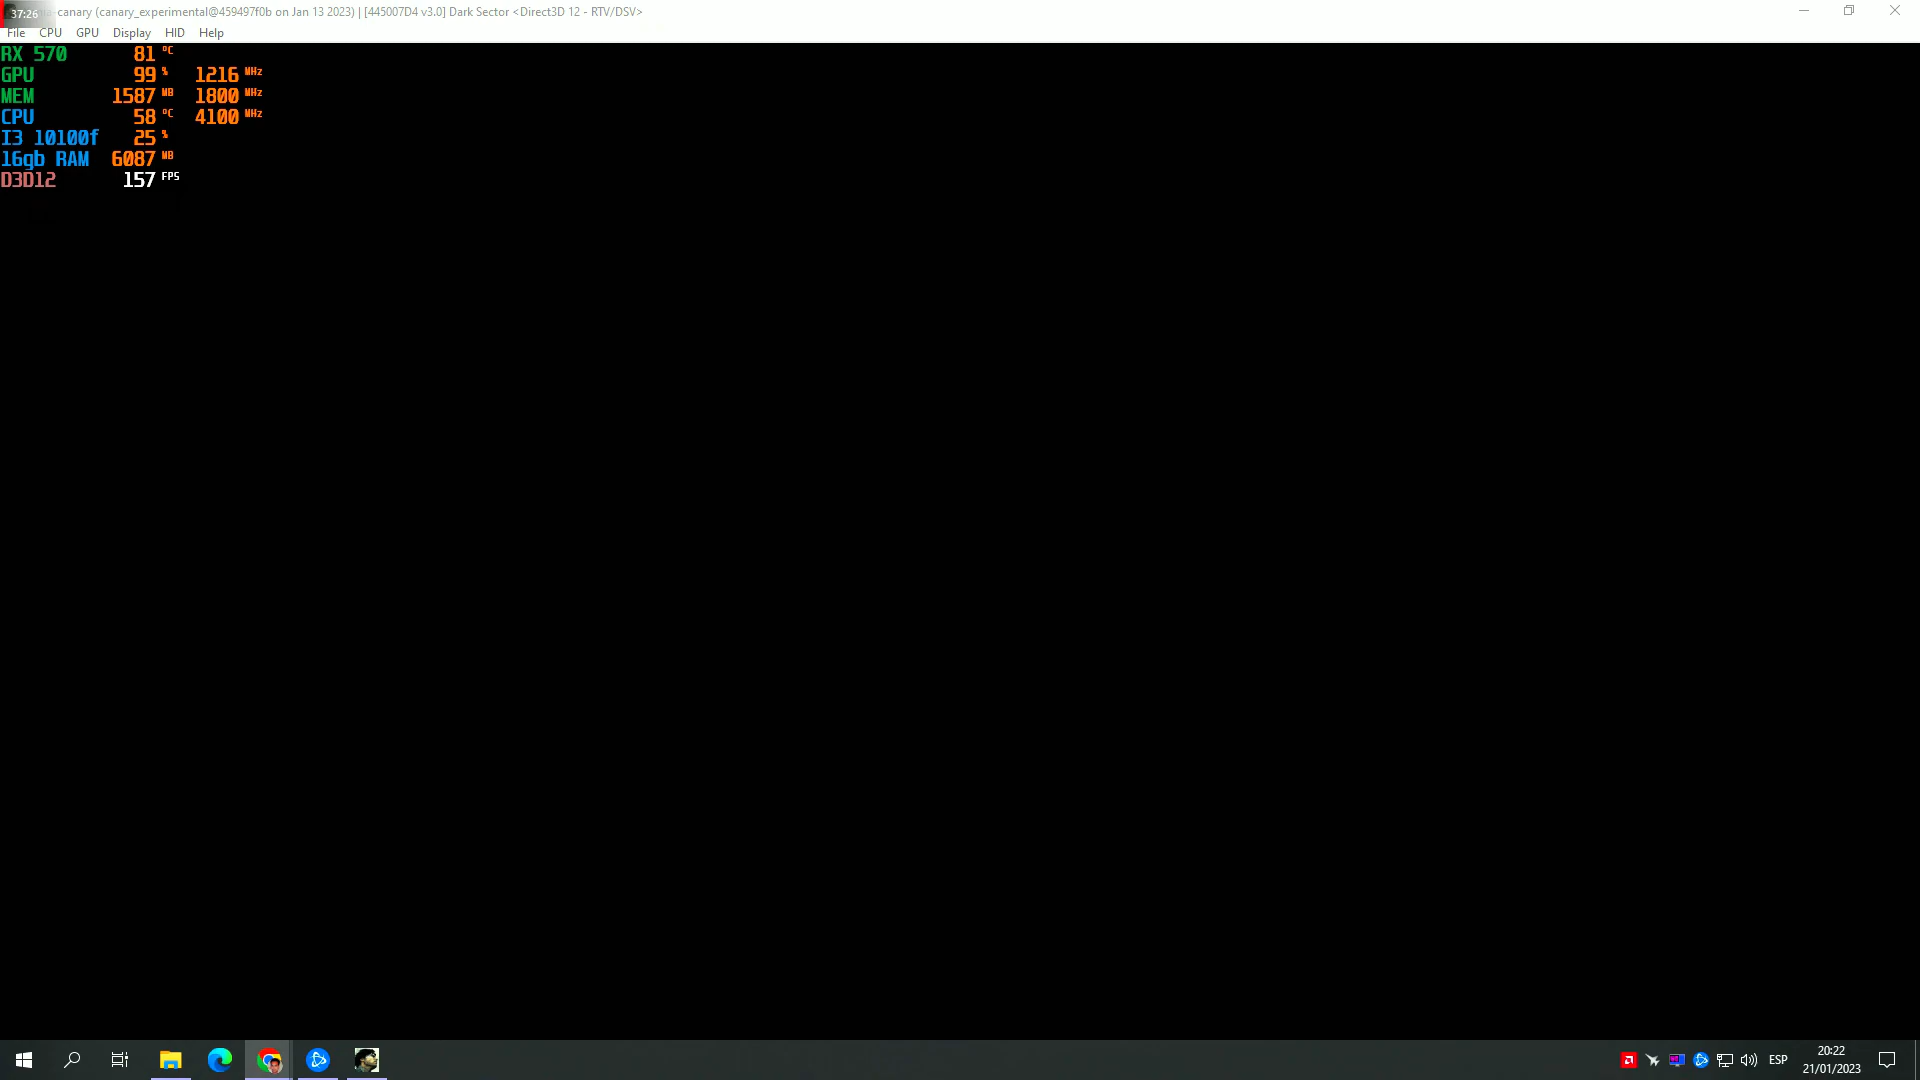 37:26 -canary (canary_experimental@459497f0b on Jan 13 2023) | [445007D4 v3.0] Dark Sector <Direct3D 12 - RTV/DSV>
File CPU GPU Display HID Help
RX 570 81 °C
GPU 99 % 1216 MHz
MEM 1587 MB 1800 MHz
CPU 58 °C 4100 MHz
I3 10100f 25 %
16gb RAM 6087 MB
D3D12 157 FPS
ESP
20:22
21/01/2023